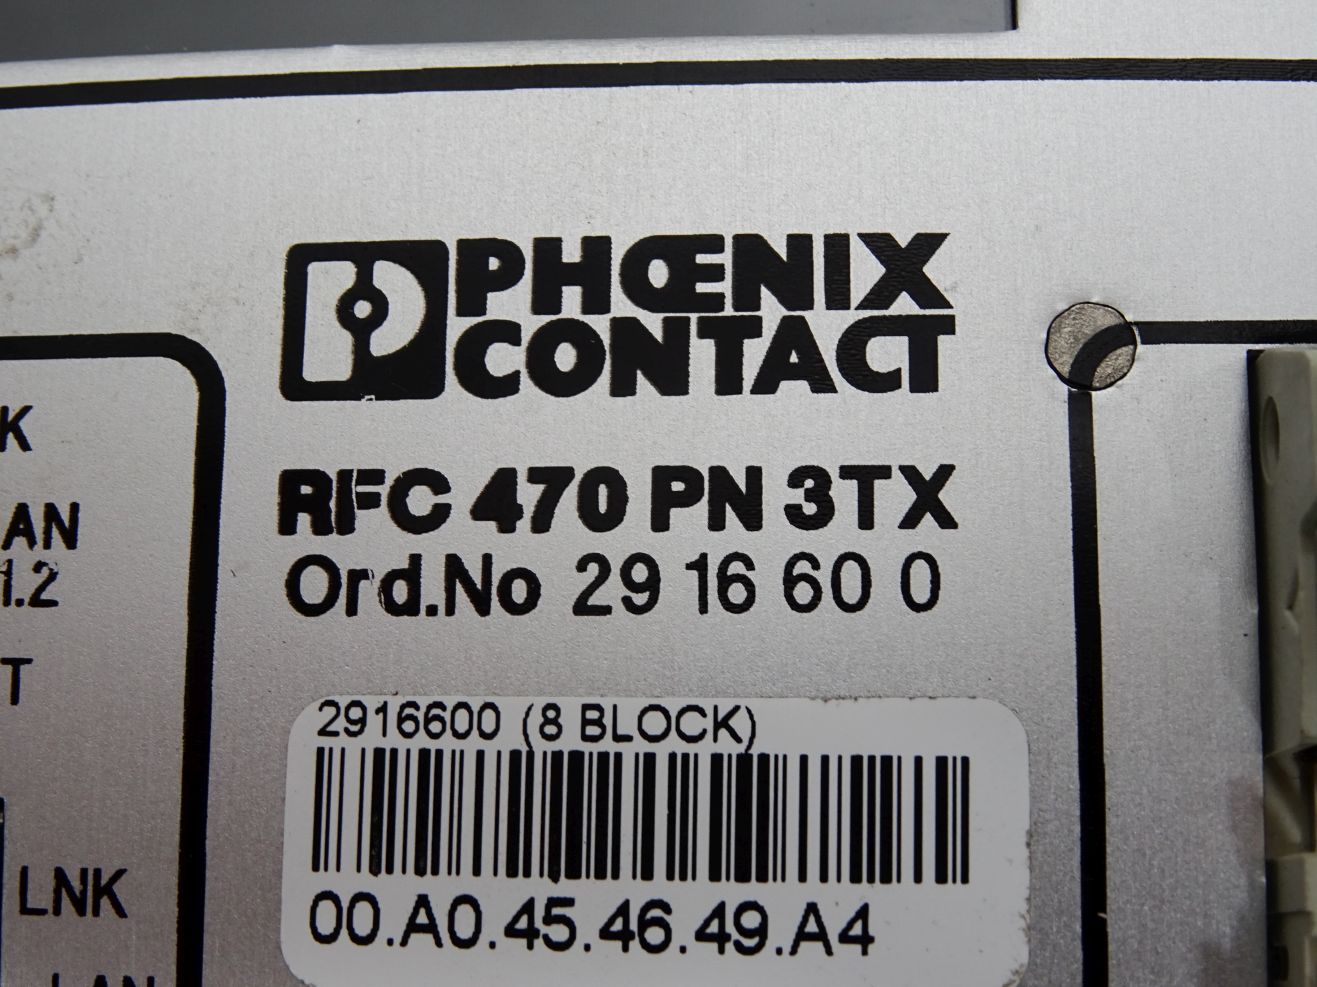 PHŒNIX
CONTACT
RFC 470 PN 3TX
Ord.No 29 16 60 0
2916600 (8 BLOCK)
00.A0.45.46.49.A4
K
AN
1.2
T
LNK
LAN